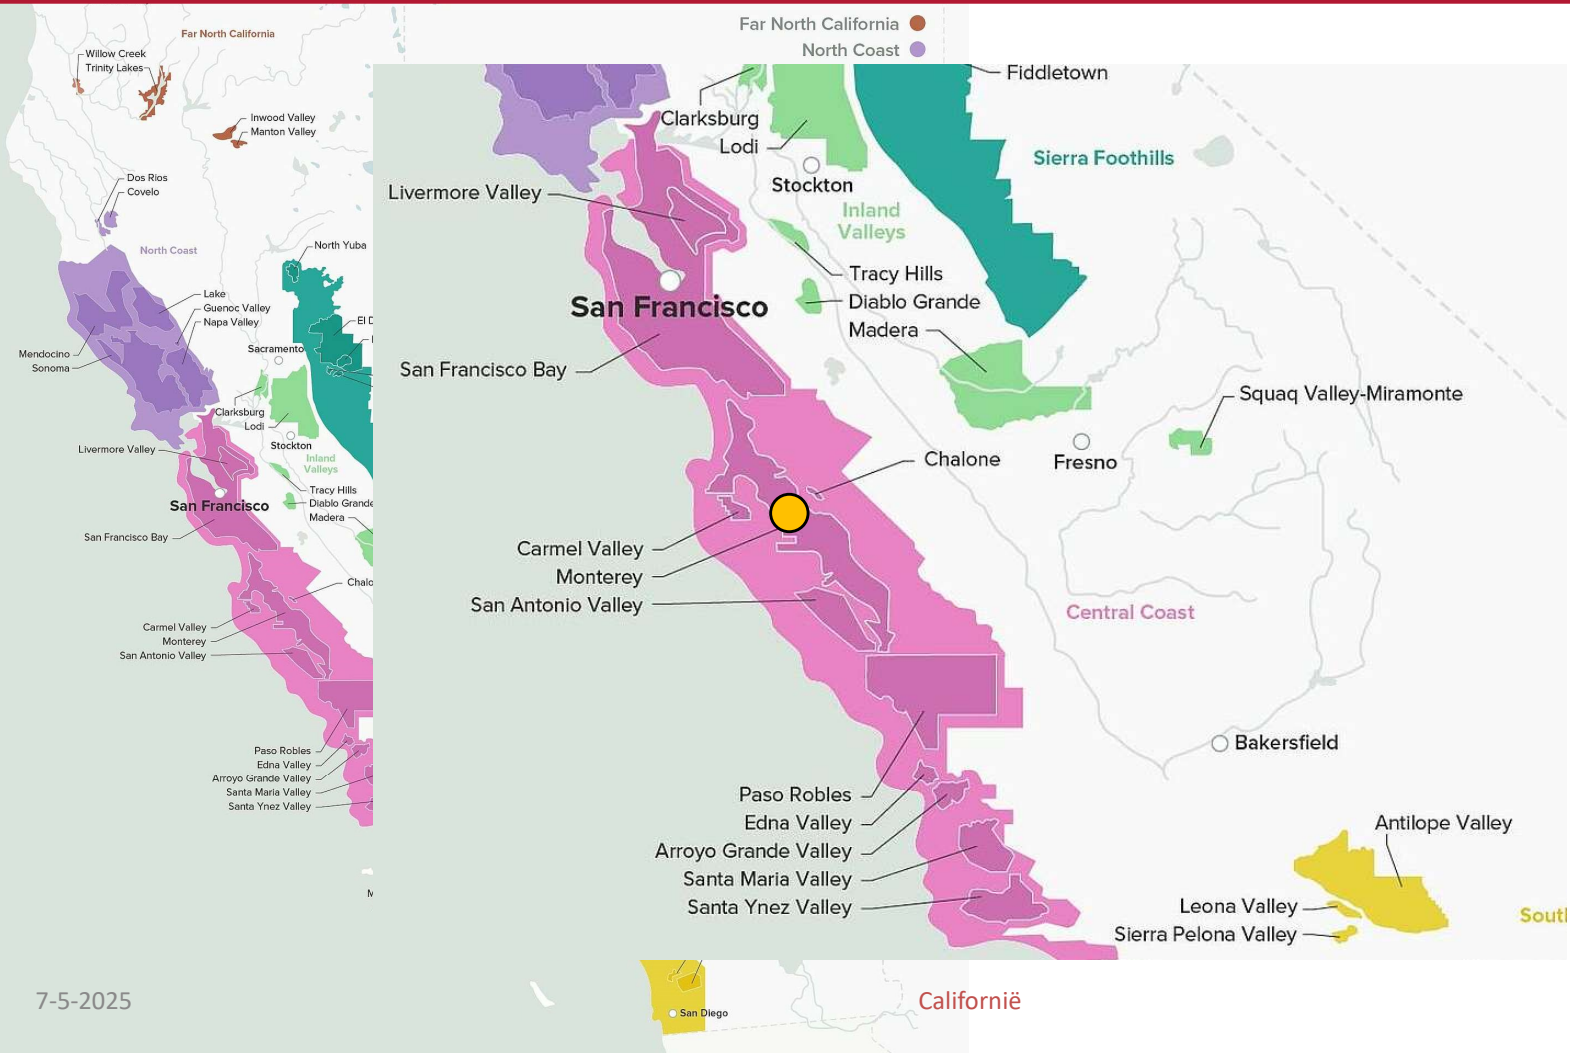 Far North California
North Coast
Far North California
Willow Creek
Trinity Lakes
Inwood Valley
Manton Valley
Dos Rios
Covelo
North Coast
North Yuba
Lake
Guenoc Valley
Napa Valley
El D
Mendocino
Sonoma
Sacramento
Clarksburg
Lodi
Stockton
Livermore Valley
Inland
Valleys
Tracy Hills
Diablo Grande
Madera
San Francisco
San Francisco Bay
Chalo
Carmel Valley
Monterey
San Antonio Valley
Paso Robles
Edna Valley
Arroyo Grande Valley
Santa Maria Valley
Santa Ynez Valley
M
Fiddletown
Clarksburg
Lodi
Sierra Foothills
Stockton
Livermore Valley
Inland
Valleys
Tracy Hills
Diablo Grande
Madera
San Francisco
San Francisco Bay
Squaq Valley-Miramonte
Chalone
Fresno
Carmel Valley
Monterey
San Antonio Valley
Central Coast
Bakersfield
Paso Robles
Edna Valley
Arroyo Grande Valley
Santa Maria Valley
Santa Ynez Valley
Antilope Valley
Leona Valley
Sierra Pelona Valley
Sout
San Diego
7-5-2025
Californië